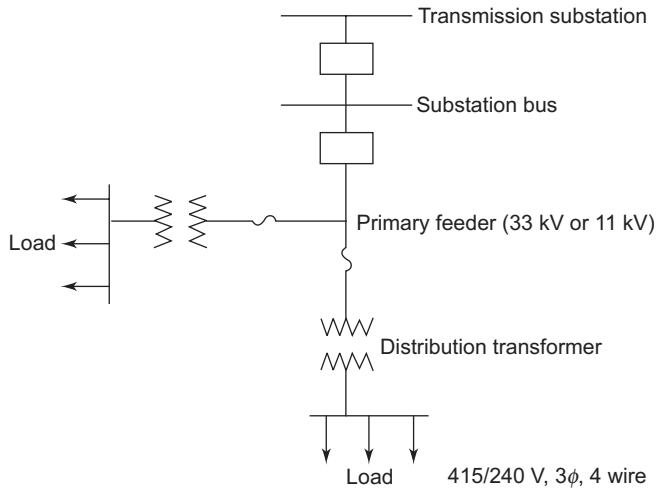 Transmission substation
Substation bus
Primary feeder (33 kV or 11 kV)
Load
Distribution transformer
Load
415/240 V, 3ϕ, 4 wire